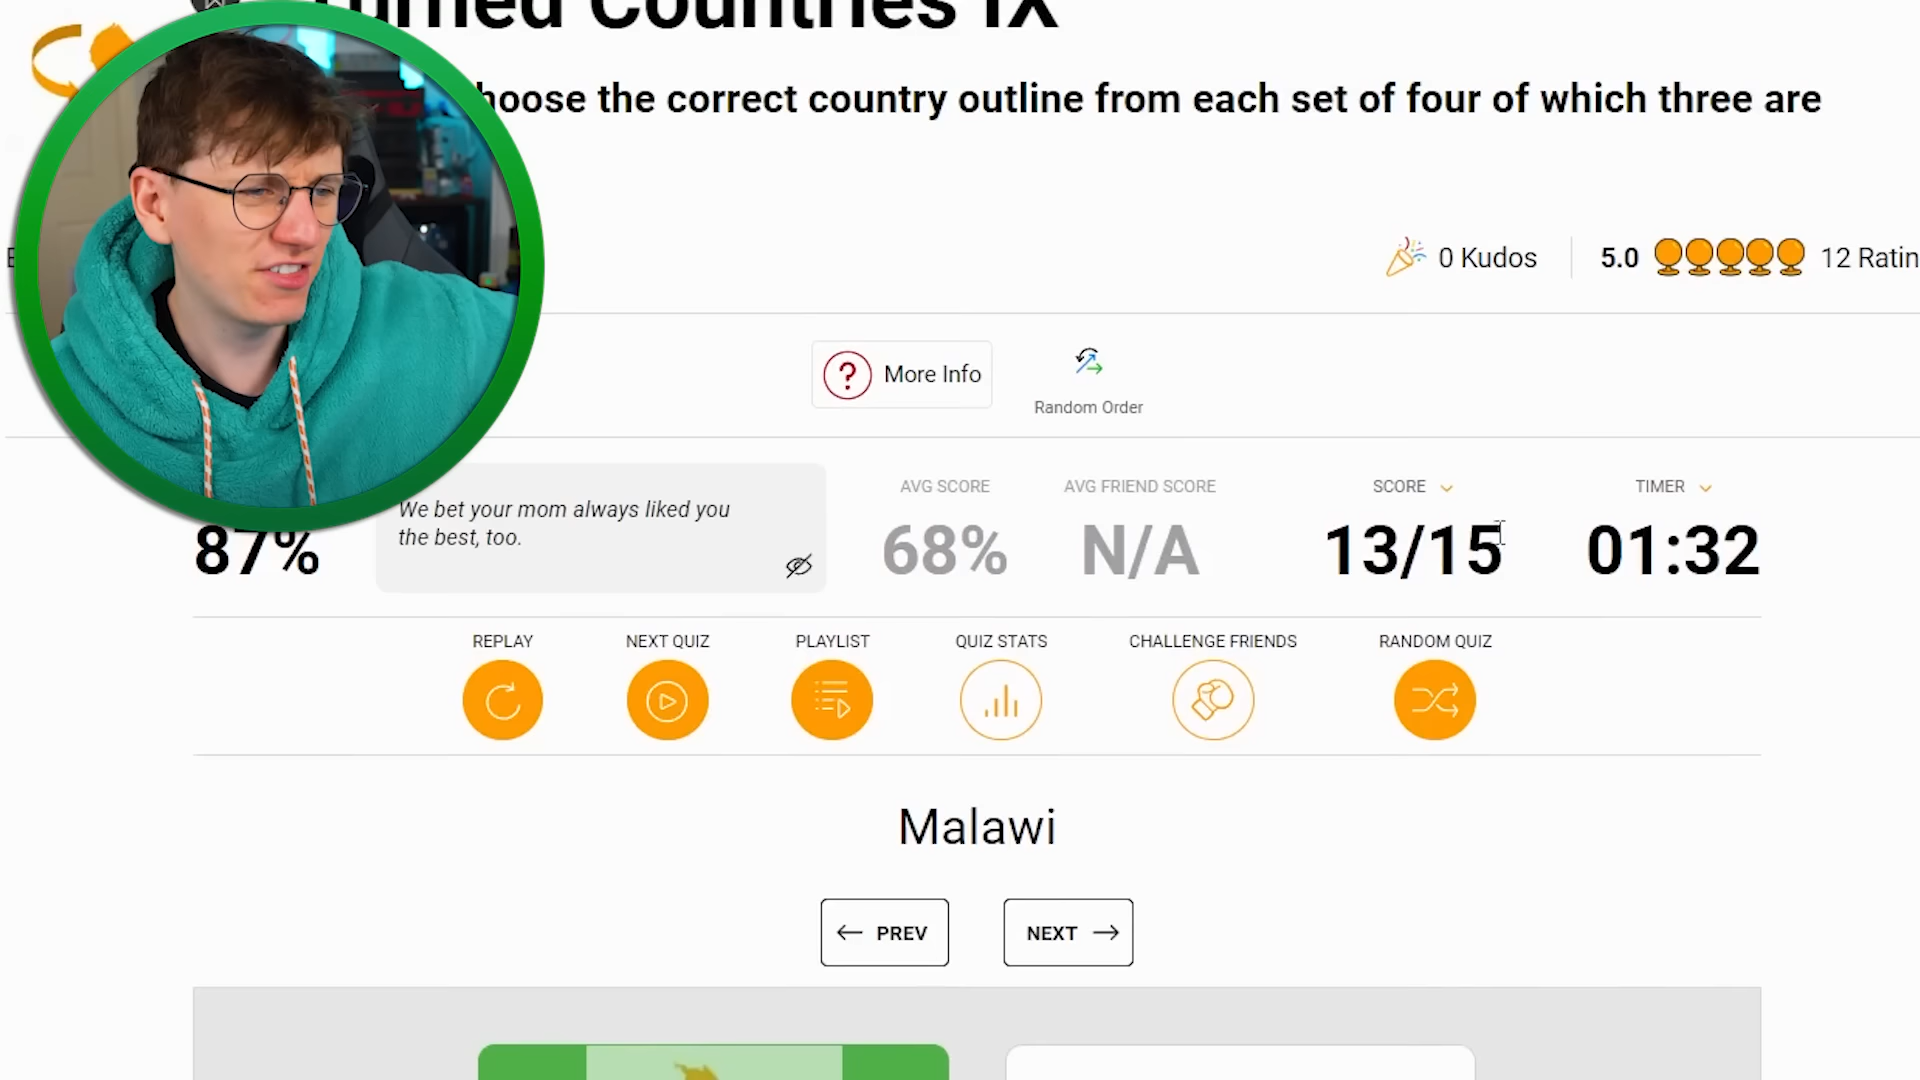 Turned Countries IX
hoose the correct country outline from each set of four of which three are
0 Kudos
5.0
12 Ratin
? More Info
Random Order
87%
We bet your mom always liked you
the best, too.
AVG SCORE
68%
AVG FRIEND SCORE
N/A
SCORE
13/15
TIMER
01:32
REPLAY
NEXT QUIZ
PLAYLIST
QUIZ STATS
CHALLENGE FRIENDS
RANDOM QUIZ
Malawi
← PREV
NEXT →